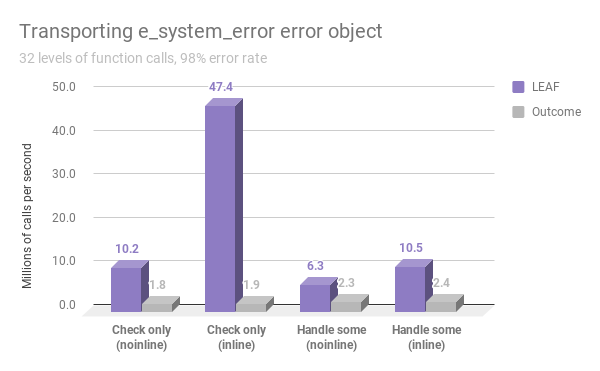 Transporting e_system_error error object
32 levels of function calls, 98% error rate
Millions of calls per second
50.0
40.0
30.0
20.0
10.0
0.0
10.2
1.8
47.4
1.9
6.3
2.3
10.5
2.4
Check only
(noinline)
Check only
(inline)
Handle some
(noinline)
Handle some
(inline)
LEAF
Outcome